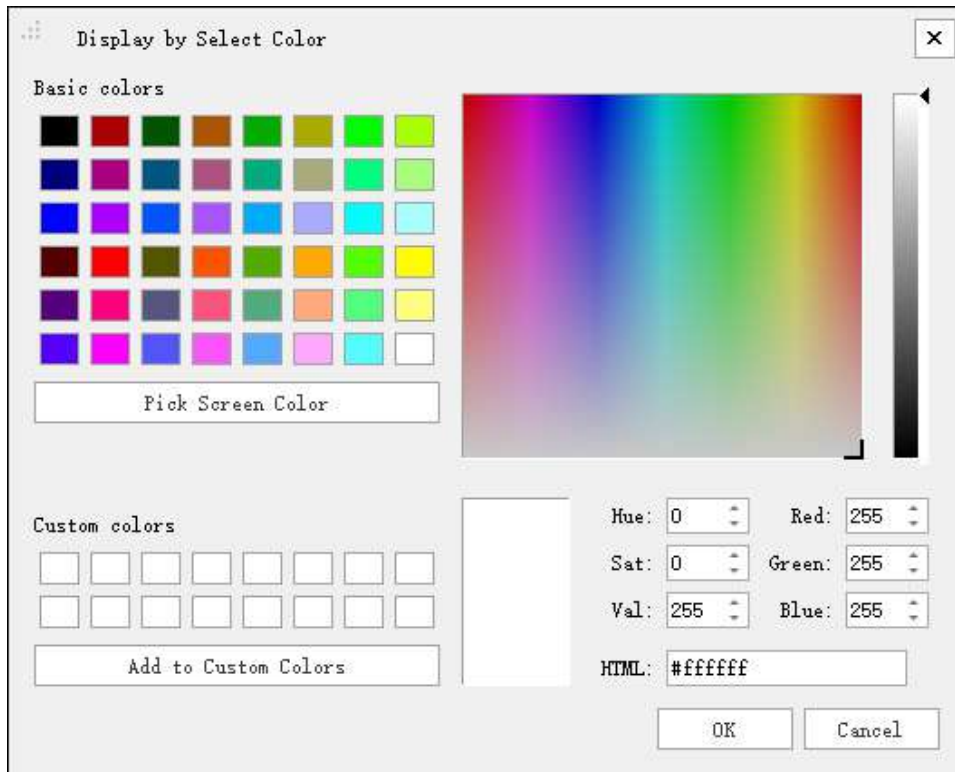 Display by Select Color
Basic colors
Pick Screen Color
Custom colors
Add to Custom Colors
Hue: 0 Red: 255
Sat: 0 Green: 255
Val: 255 Blue: 255
HTML: #ffffff
OK Cancel